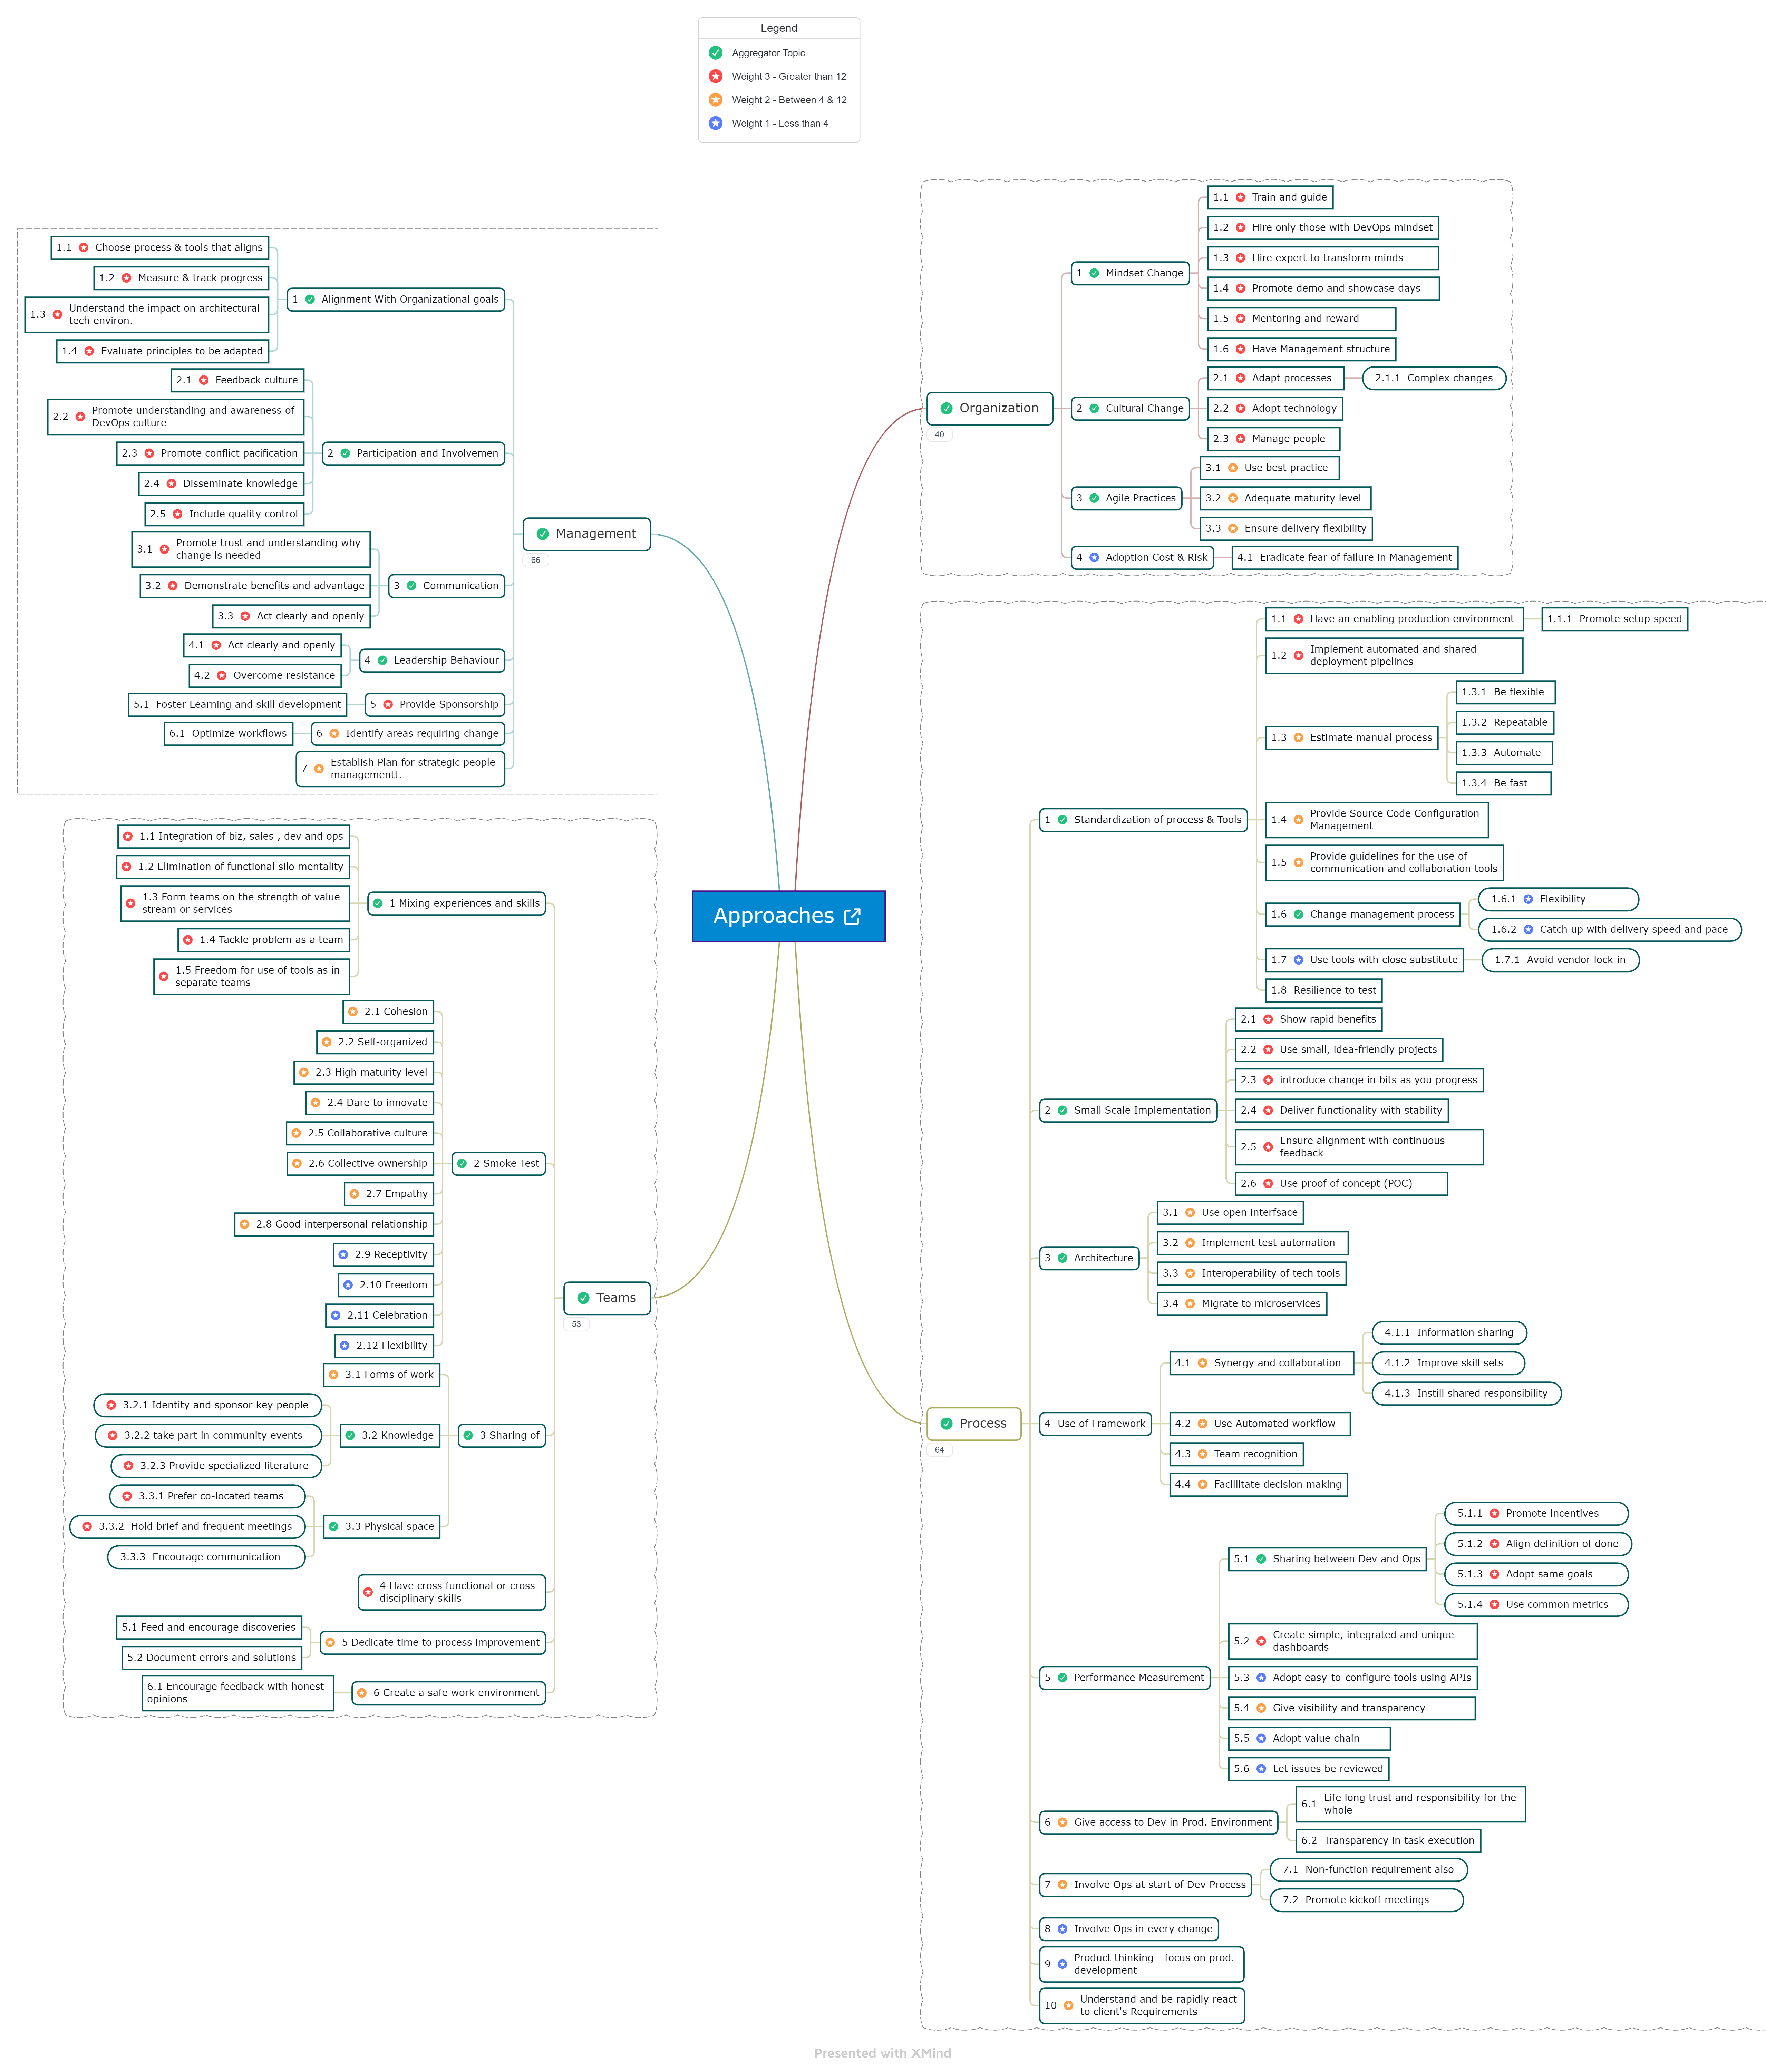 Legend
Aggregator Topic
Weight 3 - Greater than 12
Weight 2 - Between 4 & 12
Weight 1 - Less than 4
Approaches
Management
66
1 Alignment With Organizational goals
1.1 Choose process & tools that aligns
1.2 Measure & track progress
1.3 Understand the impact on architectural
tech environ.
1.4 Evaluate principles to be adapted
2 Participation and Involvemen
2.1 Feedback culture
2.2 Promote understanding and awareness of
DevOps culture
2.3 Promote conflict pacification
2.4 Disseminate knowledge
2.5 Include quality control
3 Communication
3.1 Promote trust and understanding why
change is needed
3.2 Demonstrate benefits and advantage
3.3 Act clearly and openly
4 Leadership Behaviour
4.1 Act clearly and openly
4.2 Overcome resistance
5 Provide Sponsorship
5.1 Foster Learning and skill development
6 Identify areas requiring change
6.1 Optimize workflows
7 Establish Plan for strategic people
managementt.
Teams
53
1 Mixing experiences and skills
1.1 Integration of biz, sales , dev and ops
1.2 Elimination of functional silo mentality
1.3 Form teams on the strength of value
stream or services
1.4 Tackle problem as a team
1.5 Freedom for use of tools as in
separate teams
2 Smoke Test
2.1 Cohesion
2.2 Self-organized
2.3 High maturity level
2.4 Dare to innovate
2.5 Collaborative culture
2.6 Collective ownership
2.7 Empathy
2.8 Good interpersonal relationship
2.9 Receptivity
2.10 Freedom
2.11 Celebration
2.12 Flexibility
3 Sharing of
3.1 Forms of work
3.2 Knowledge
3.2.1 Identity and sponsor key people
3.2.2 take part in community events
3.2.3 Provide specialized literature
3.3 Physical space
3.3.1 Prefer co-located teams
3.3.2 Hold brief and frequent meetings
3.3.3 Encourage communication
4 Have cross functional or cross-
disciplinary skills
5 Dedicate time to process improvement
5.1 Feed and encourage discoveries
5.2 Document errors and solutions
6 Create a safe work environment
6.1 Encourage feedback with honest
opinions
Organization
40
1 Mindset Change
1.1 Train and guide
1.2 Hire only those with DevOps mindset
1.3 Hire expert to transform minds
1.4 Promote demo and showcase days
1.5 Mentoring and reward
1.6 Have Management structure
2 Cultural Change
2.1 Adapt processes
2.1.1 Complex changes
2.2 Adopt technology
2.3 Manage people
3 Agile Practices
3.1 Use best practice
3.2 Adequate maturity level
3.3 Ensure delivery flexibility
4 Adoption Cost & Risk
4.1 Eradicate fear of failure in Management
Process
64
1 Standardization of process & Tools
1.1 Have an enabling production environment
1.1.1 Promote setup speed
1.2 Implement automated and shared
deployment pipelines
1.3 Estimate manual process
1.3.1 Be flexible
1.3.2 Repeatable
1.3.3 Automate
1.3.4 Be fast
1.4 Provide Source Code Configuration
Management
1.5 Provide guidelines for the use of
communication and collaboration tools
1.6 Change management process
1.6.1 Flexibility
1.6.2 Catch up with delivery speed and pace
1.7 Use tools with close substitute
1.7.1 Avoid vendor lock-in
1.8 Resilience to test
2 Small Scale Implementation
2.1 Show rapid benefits
2.2 Use small, idea-friendly projects
2.3 introduce change in bits as you progress
2.4 Deliver functionality with stability
2.5 Ensure alignment with continuous
feedback
2.6 Use proof of concept (POC)
3 Architecture
3.1 Use open interfsace
3.2 Implement test automation
3.3 Interoperability of tech tools
3.4 Migrate to microservices
4 Use of Framework
4.1 Synergy and collaboration
4.1.1 Information sharing
4.1.2 Improve skill sets
4.1.3 Instill shared responsibility
4.2 Use Automated workflow
4.3 Team recognition
4.4 Facillitate decision making
5 Performance Measurement
5.1 Sharing between Dev and Ops
5.1.1 Promote incentives
5.1.2 Align definition of done
5.1.3 Adopt same goals
5.1.4 Use common metrics
5.2 Create simple, integrated and unique
dashboards
5.3 Adopt easy-to-configure tools using APIs
5.4 Give visibility and transparency
5.5 Adopt value chain
5.6 Let issues be reviewed
6 Give access to Dev in Prod. Environment
6.1 Life long trust and responsibility for the
whole
6.2 Transparency in task execution
7 Involve Ops at start of Dev Process
7.1 Non-function requirement also
7.2 Promote kickoff meetings
8 Involve Ops in every change
9 Product thinking - focus on prod.
development
10 Understand and be rapidly react
to client's Requirements
Presented with XMind